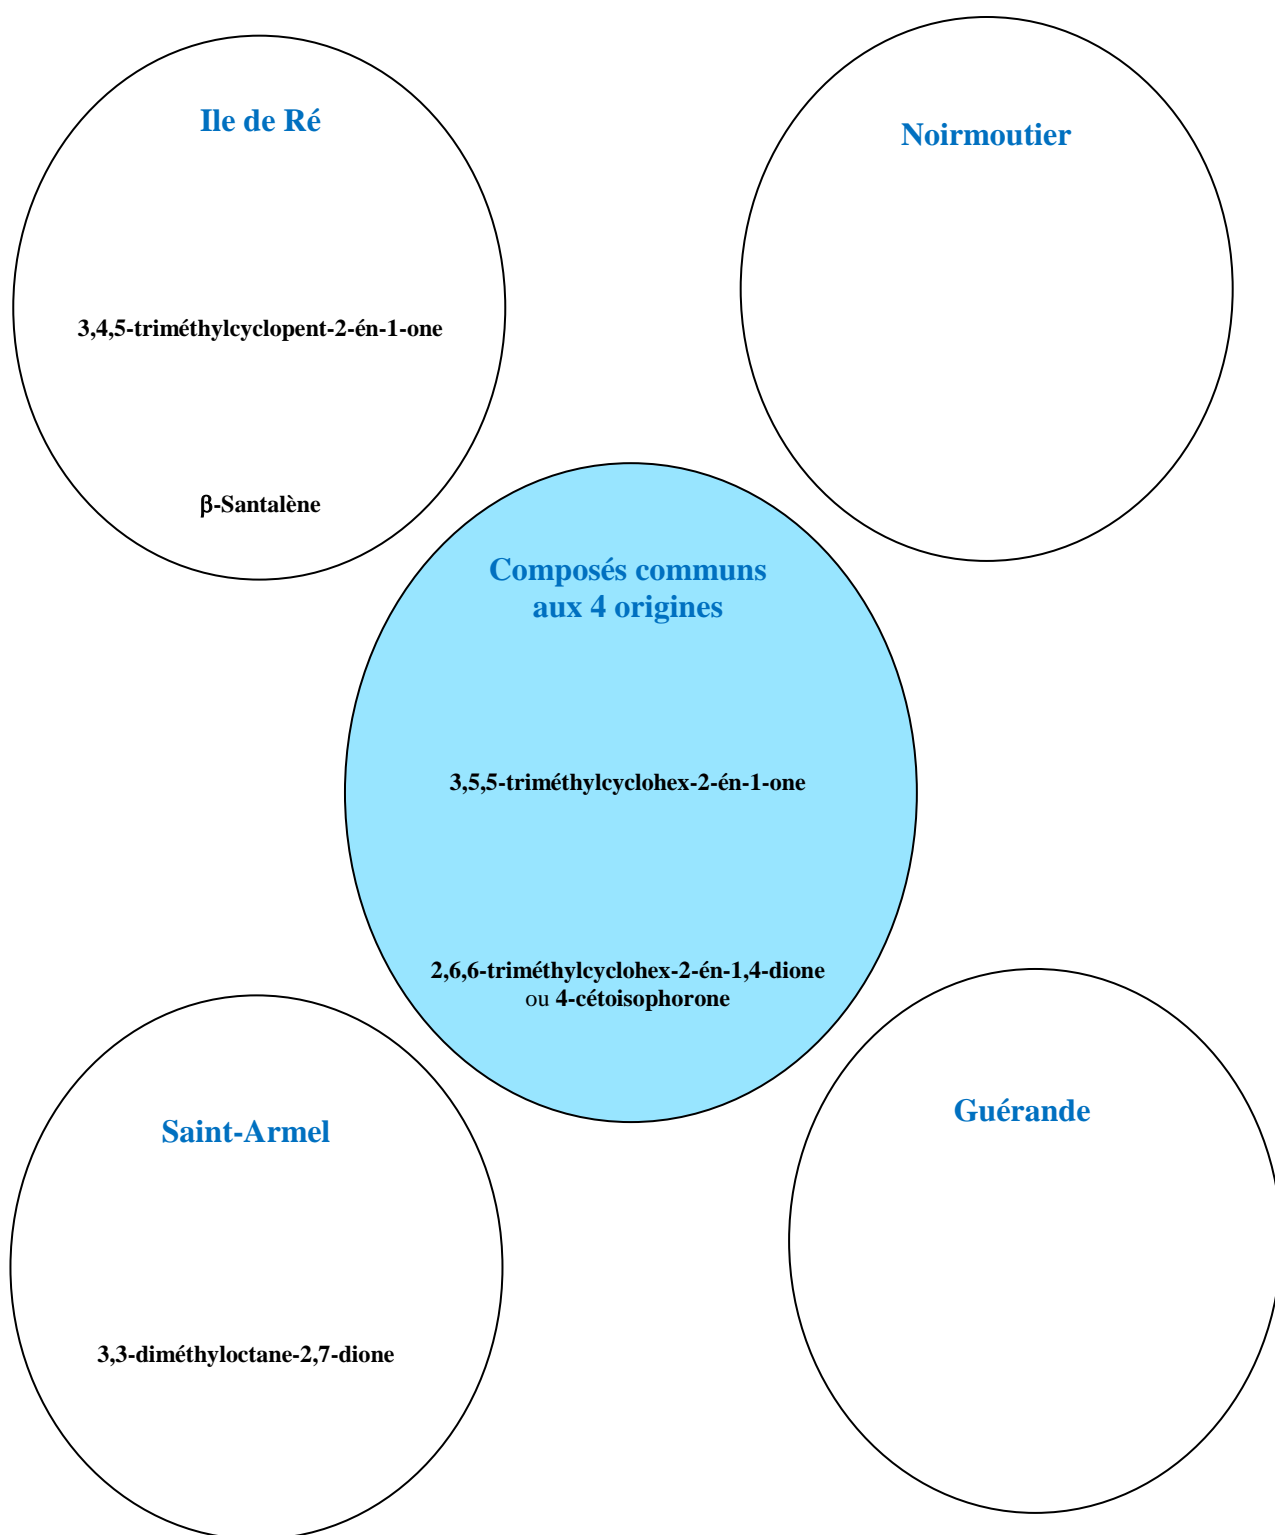 Ile de Ré
3,4,5-triméthylcyclopent-2-én-1-one
β-Santalène
Noirmoutier
Composés communs
aux 4 origines
3,5,5-triméthylcyclohex-2-én-1-one
2,6,6-triméthylcyclohex-2-én-1,4-dione
ou 4-cétoisophorone
Saint-Armel
3,3-diméthyloctane-2,7-dione
Guérande